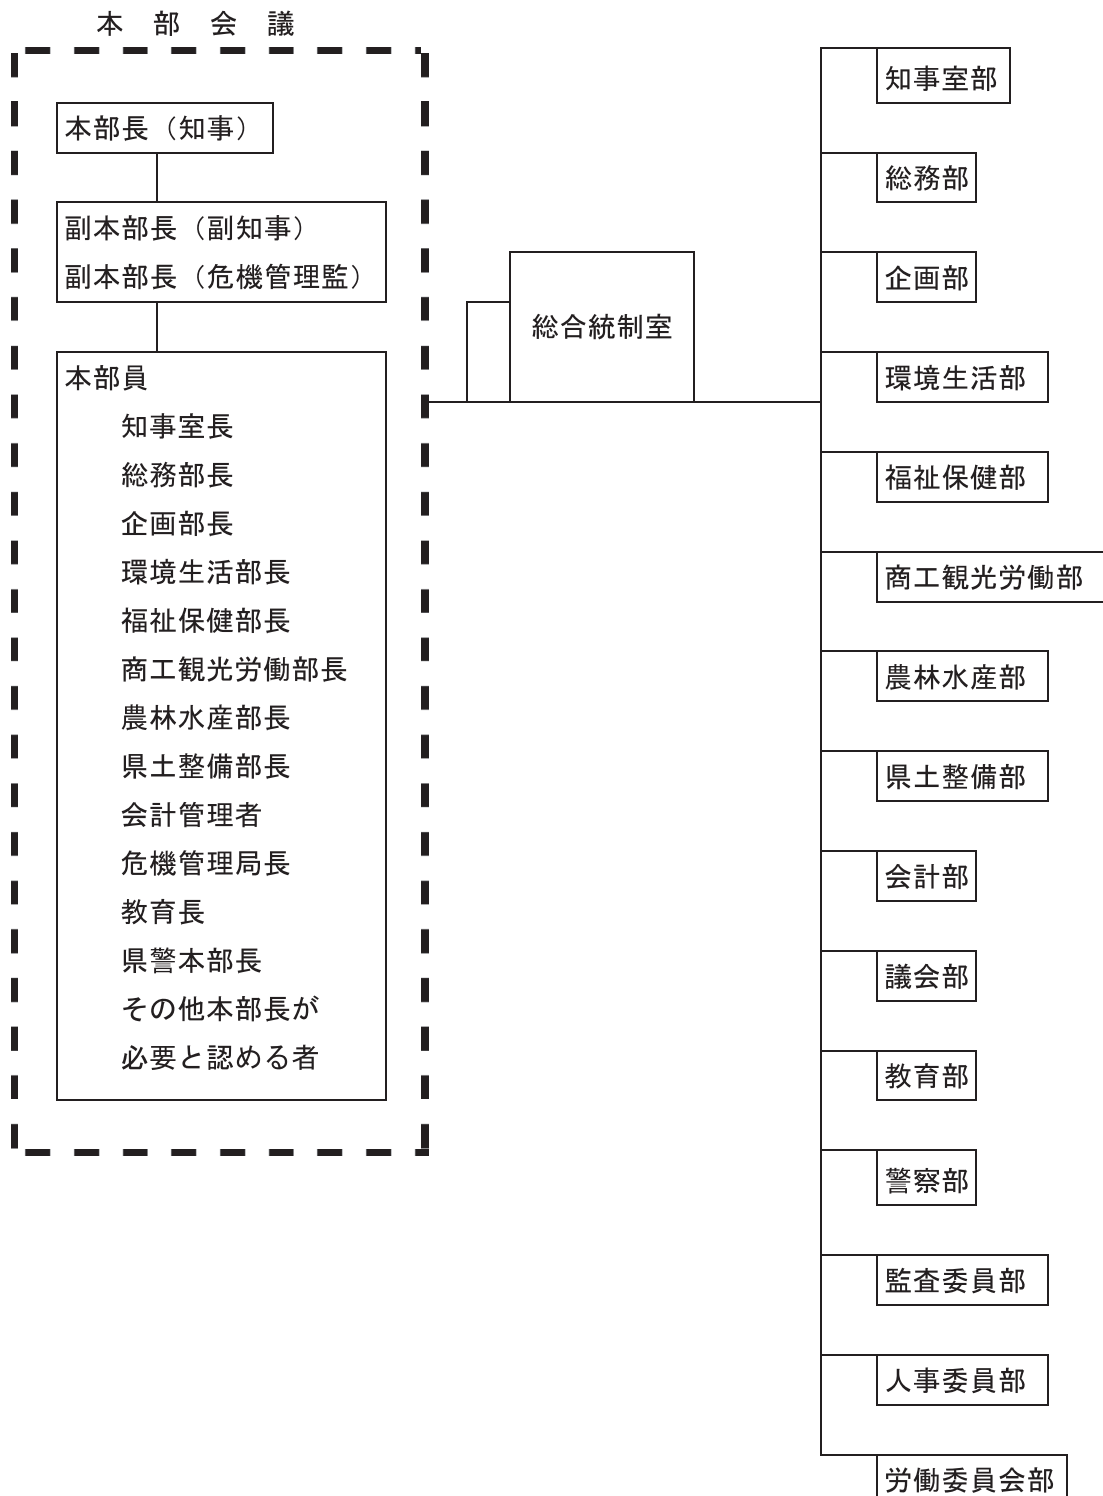 本部会議
本部長（知事）
副本部長（副知事）
副本部長（危機管理監）
本部員
知事室長
総務部長
企画部長
環境生活部長
福祉保健部長
商工観光労働部長
農林水産部長
県土整備部長
会計管理者
危機管理局長
教育長
県警本部長
その他本部長が
必要と認める者
総合統制室
知事室部
総務部
企画部
環境生活部
福祉保健部
商工観光労働部
農林水産部
県土整備部
会計部
議会部
教育部
警察部
監査委員部
人事委員部
労働委員会部